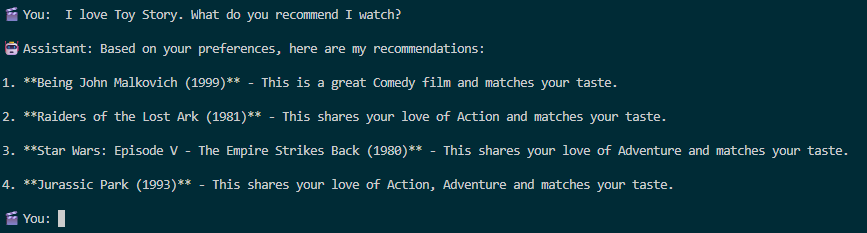 You:  I love Toy Story. What do you recommend I watch?
Assistant: Based on your preferences, here are my recommendations:
1. **Being John Malkovich (1999)** - This is a great Comedy film and matches your taste.
2. **Raiders of the Lost Ark (1981)** - This shares your love of Action and matches your taste.
3. **Star Wars: Episode V - The Empire Strikes Back (1980)** - This shares your love of Adventure and matches your taste.
4. **Jurassic Park (1993)** - This shares your love of Action, Adventure and matches your taste.
You: